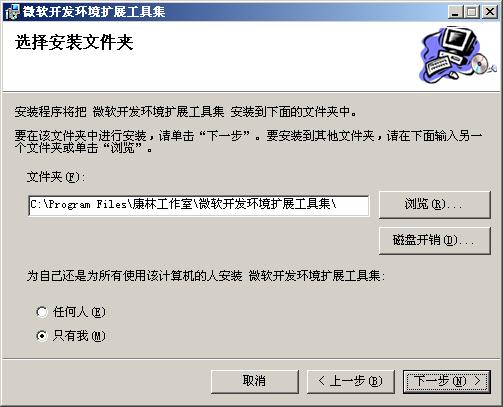 微软开发环境扩展工具集
选择安装文件夹
安装程序将把 微软开发环境扩展工具集 安装到下面的文件夹中。
要在该文件夹中进行安装，请单击“下一步”。要安装到其他文件夹，请在下面输入另一
个文件夹或单击“浏览”。
文件夹(F):
C:\Program Files\康林工作室\微软开发环境扩展工具集\
浏览(R)...
磁盘开销(D)...
为自己还是为所有使用该计算机的人安装 微软开发环境扩展工具集:
任何人(E)
只有我(M)
取消
< 上一步(B)
下一步(N) >